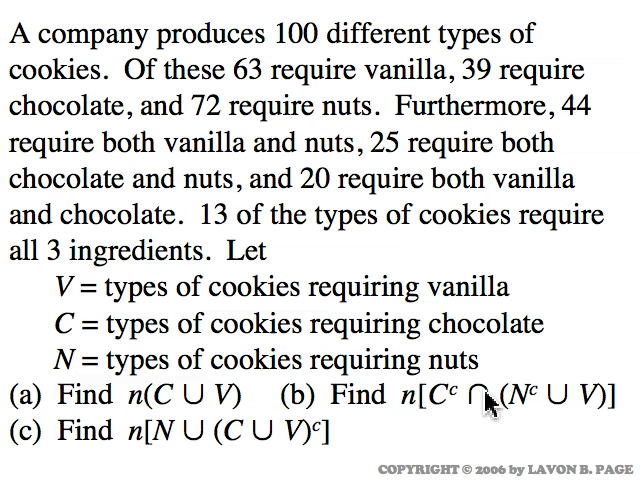 A company produces 100 different types of
cookies. Of these 63 require vanilla, 39 require
chocolate, and 72 require nuts. Furthermore, 44
require both vanilla and nuts, 25 require both
chocolate and nuts, and 20 require both vanilla
and chocolate. 13 of the types of cookies require
all 3 ingredients. Let
V = types of cookies requiring vanilla
C = types of cookies requiring chocolate
N = types of cookies requiring nuts
(a) Find n(C ∪ V) (b) Find n[Cᶜ ∩ (Nᶜ ∪ V)]
(c) Find n[N ∪ (C ∪ V)ᶜ]
COPYRIGHT © 2006 by LAVON B. PAGE